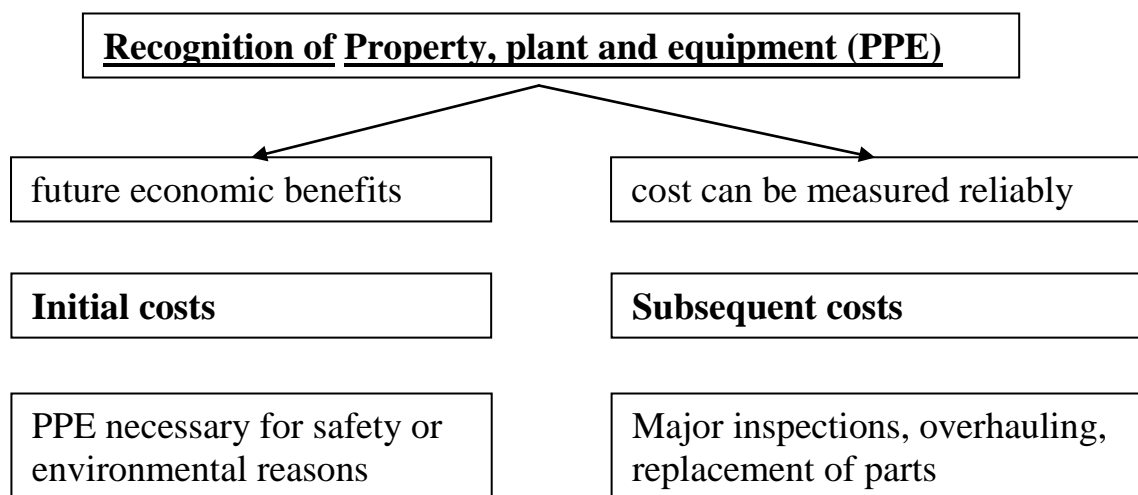 Recognition of Property, plant and equipment (PPE)
future economic benefits
cost can be measured reliably
Initial costs
Subsequent costs
PPE necessary for safety or
environmental reasons
Major inspections, overhauling,
replacement of parts